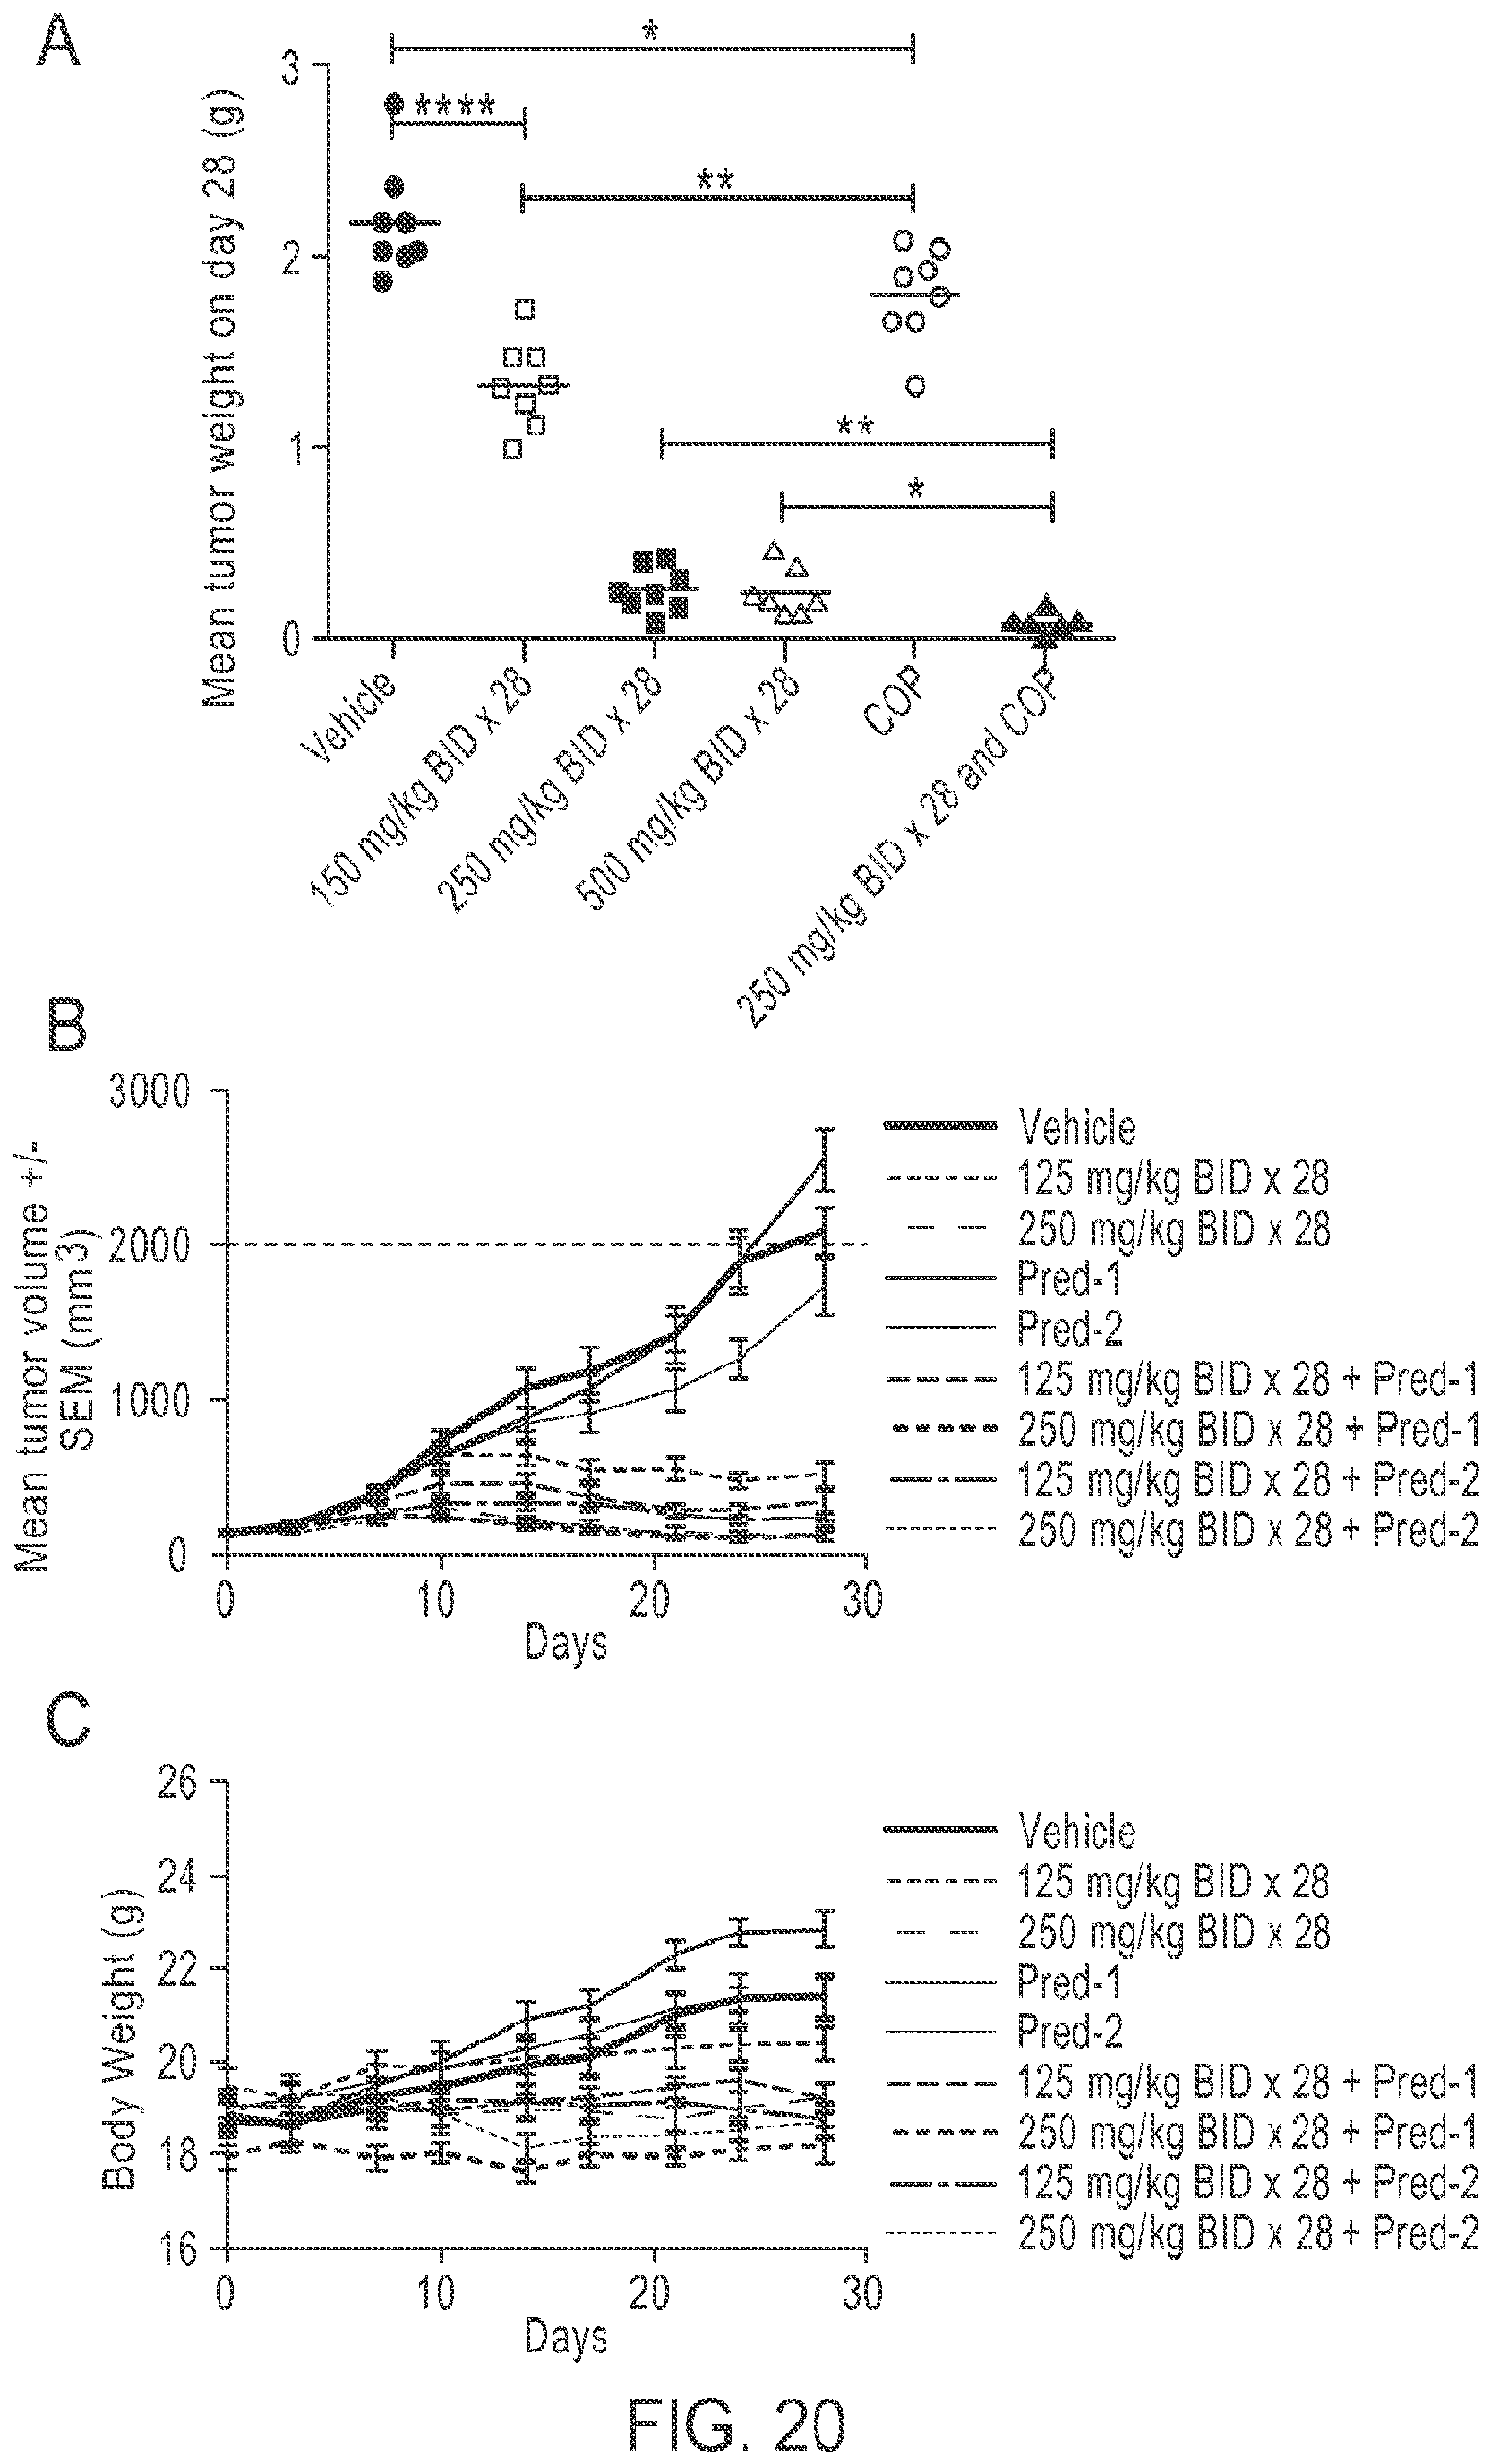 A
Mean tumor weight on day 28 (g)
3
2
1
0
*
****
**
**
*
Vehicle
150 mg/kg BID x 28
250 mg/kg BID x 28
500 mg/kg BID x 28
COP
250 mg/kg BID x 28 and COP
B
Mean tumor volume +/-
SEM (mm3)
3000
2000
1000
0
0 10 20 30
Days
Vehicle
125 mg/kg BID x 28
250 mg/kg BID x 28
Pred-1
Pred-2
125 mg/kg BID x 28 + Pred-1
250 mg/kg BID x 28 + Pred-1
125 mg/kg BID x 28 + Pred-2
250 mg/kg BID x 28 + Pred-2
C
Body Weight (g)
26
24
22
20
18
16
0 10 20 30
Days
Vehicle
125 mg/kg BID x 28
250 mg/kg BID x 28
Pred-1
Pred-2
125 mg/kg BID x 28 + Pred-1
250 mg/kg BID x 28 + Pred-1
125 mg/kg BID x 28 + Pred-2
250 mg/kg BID x 28 + Pred-2
FIG. 20